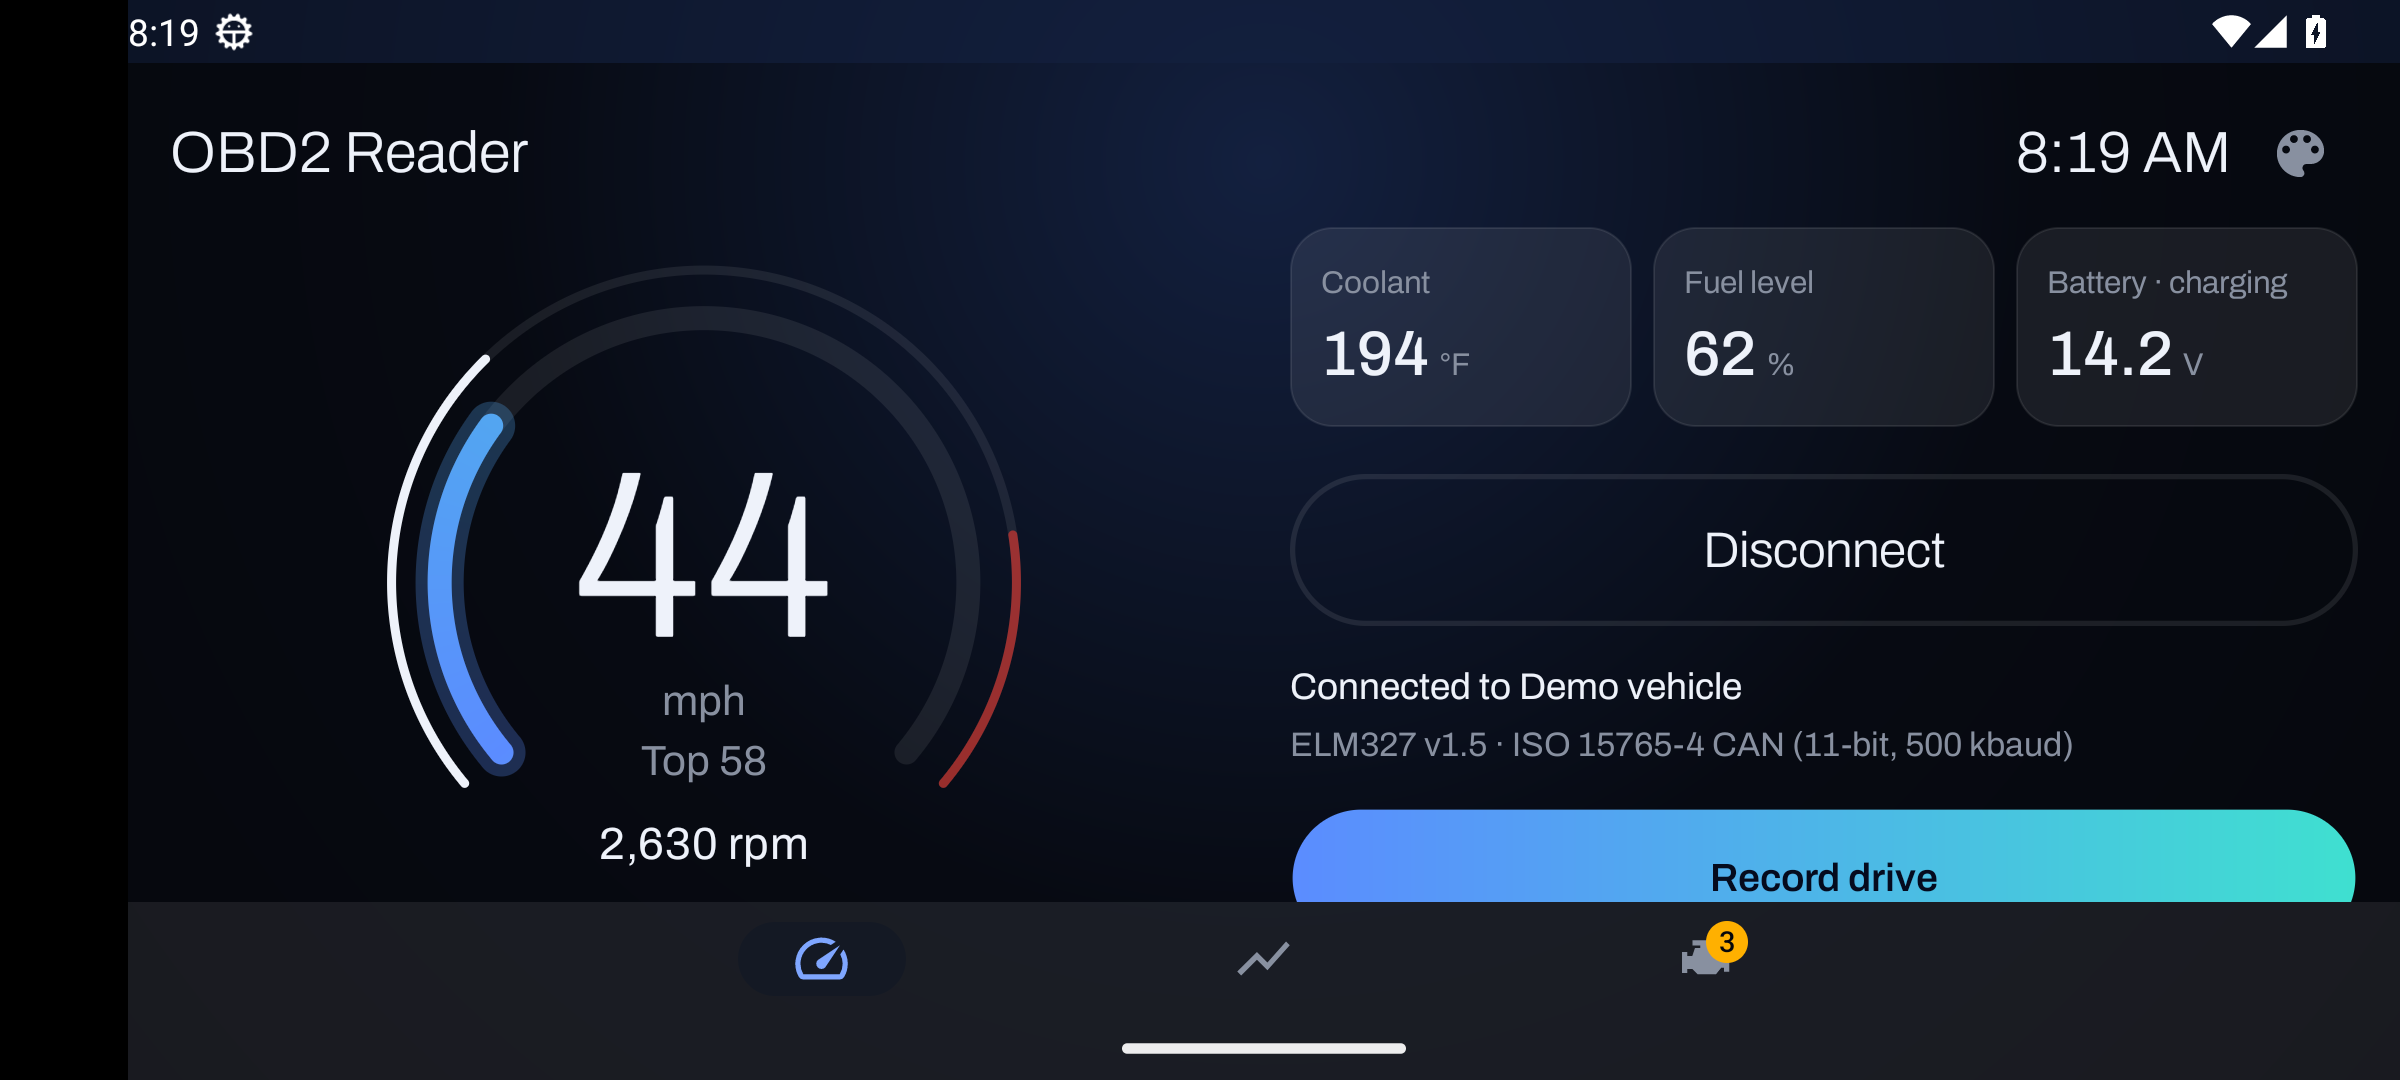 8:19
OBD2 Reader
8:19 AM
Coolant
194 °F
Fuel level
62 %
Battery · charging
14.2 V
44
mph
Top 58
2,630 rpm
Disconnect
Connected to Demo vehicle
ELM327 v1.5 · ISO 15765-4 CAN (11-bit, 500 kbaud)
Record drive
3